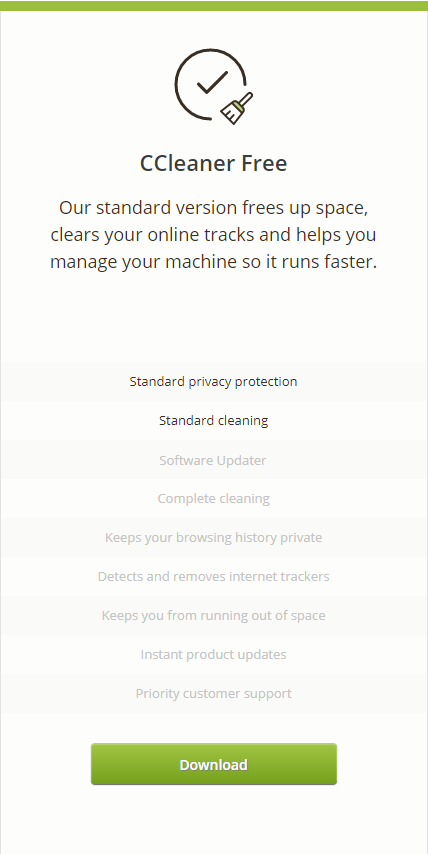 CCleaner Free
Our standard version frees up space,
clears your online tracks and helps you
manage your machine so it runs faster.
Standard privacy protection
Standard cleaning
Software Updater
Complete cleaning
Keeps your browsing history private
Detects and removes internet trackers
Keeps you from running out of space
Instant product updates
Priority customer support
Download